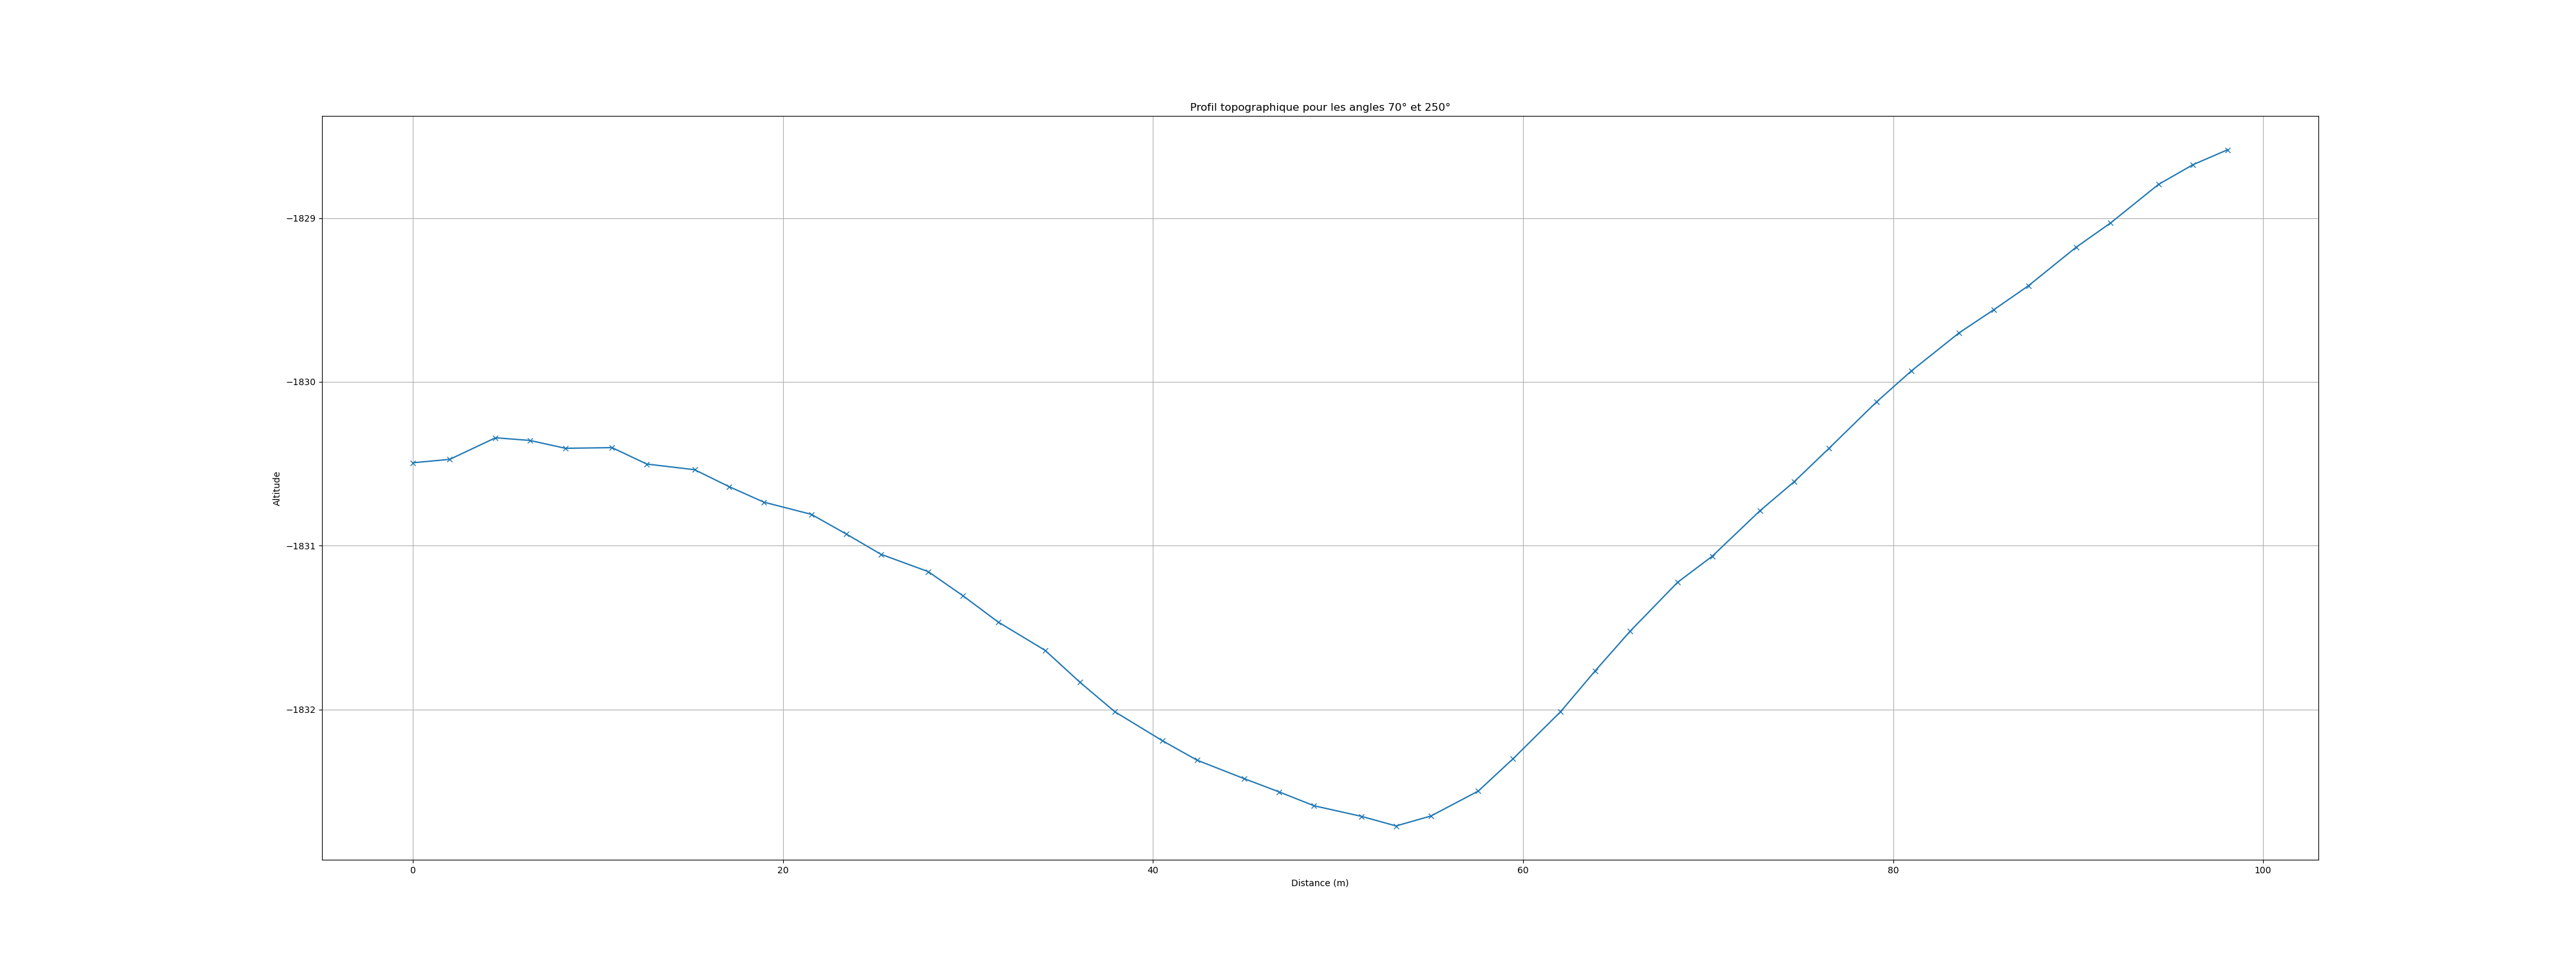 Profil topographique pour les angles 70° et 250°
Altitude
−1829
−1830
−1831
−1832
0 20 40 60 80 100
Distance (m)